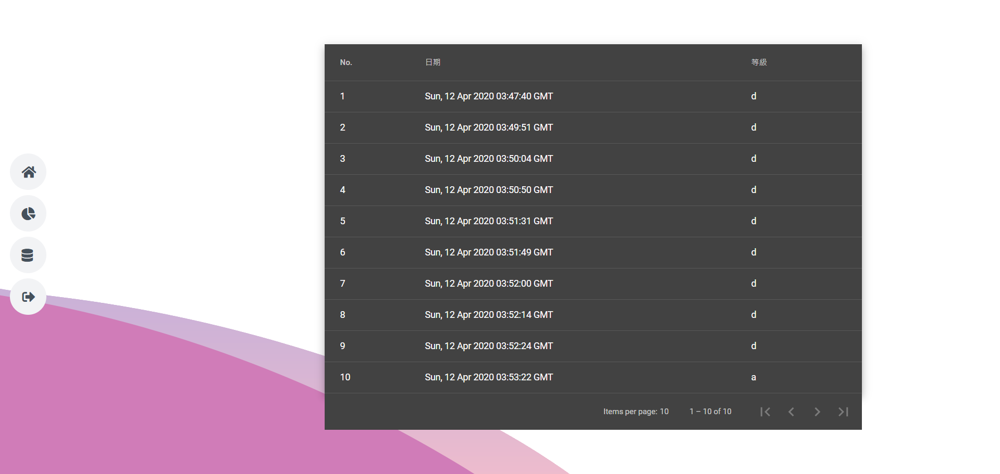 No. 日期 等級
1 Sun, 12 Apr 2020 03:47:40 GMT d
2 Sun, 12 Apr 2020 03:49:51 GMT d
3 Sun, 12 Apr 2020 03:50:04 GMT d
4 Sun, 12 Apr 2020 03:50:50 GMT d
5 Sun, 12 Apr 2020 03:51:31 GMT d
6 Sun, 12 Apr 2020 03:51:49 GMT d
7 Sun, 12 Apr 2020 03:52:00 GMT d
8 Sun, 12 Apr 2020 03:52:14 GMT d
9 Sun, 12 Apr 2020 03:52:24 GMT d
10 Sun, 12 Apr 2020 03:53:22 GMT a
Items per page: 10 1 – 10 of 10